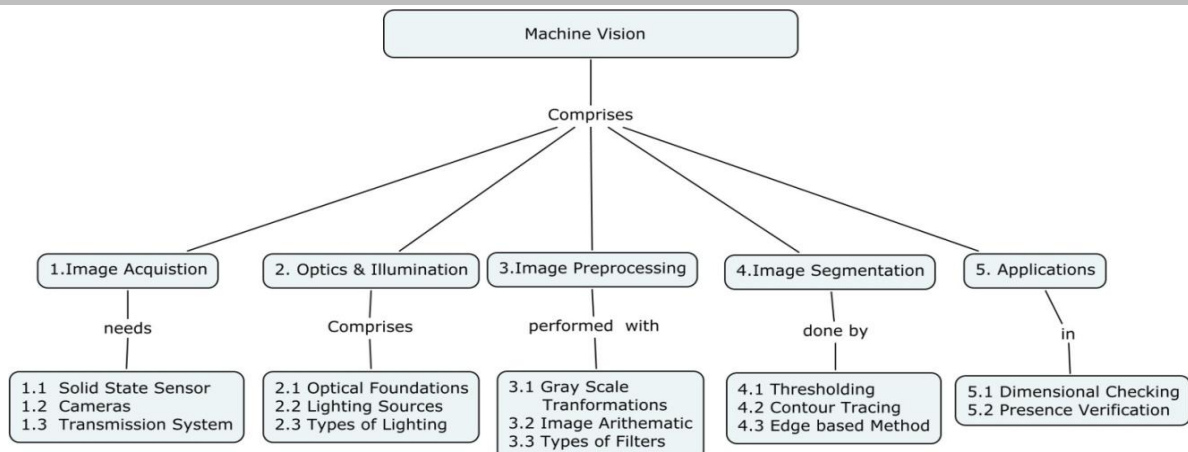 Machine Vision
Comprises
1.Image Acquistion
2. Optics & Illumination
3.Image Preprocessing
4.Image Segmentation
5. Applications
needs
Comprises
performed with
done by
in
1.1 Solid State Sensor
1.2 Cameras
1.3 Transmission System
2.1 Optical Foundations
2.2 Lighting Sources
2.3 Types of Lighting
3.1 Gray Scale
Tranformations
3.2 Image Arithematic
3.3 Types of Filters
4.1 Thresholding
4.2 Contour Tracing
4.3 Edge based Method
5.1 Dimensional Checking
5.2 Presence Verification